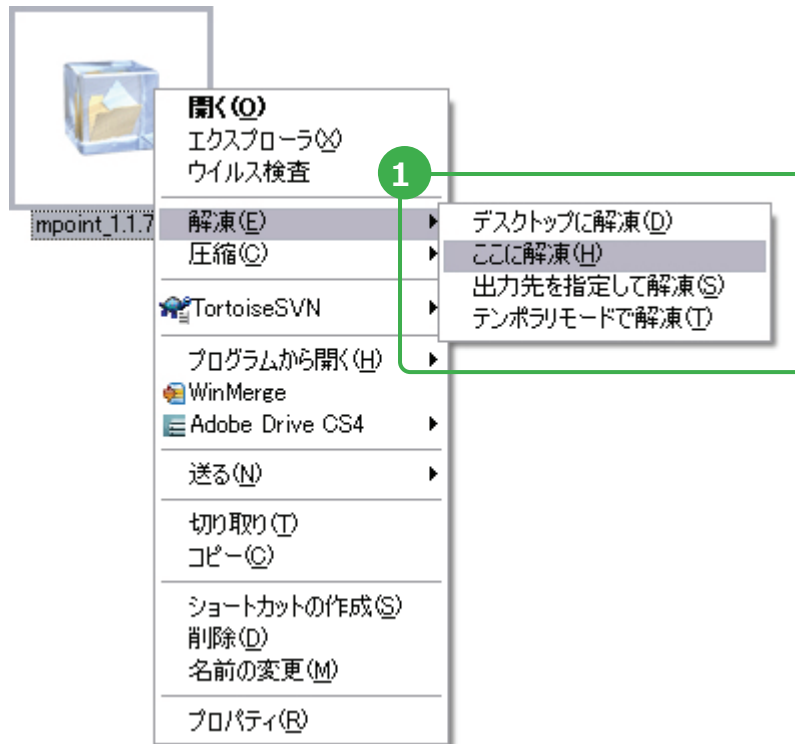 開く(O)
エクスプローラ(X)
ウイルス検査
1
mpoint_1.1.7
解凍(E)
圧縮(C)
デスクトップに解凍(D)
ここに解凍(H)
出力先を指定して解凍(S)
テンポラリモードで解凍(T)
TortoiseSVN
プログラムから開く(H)
WinMerge
Adobe Drive CS4
送る(N)
切り取り(T)
コピー(C)
ショートカットの作成(S)
削除(D)
名前の変更(M)
プロパティ(R)